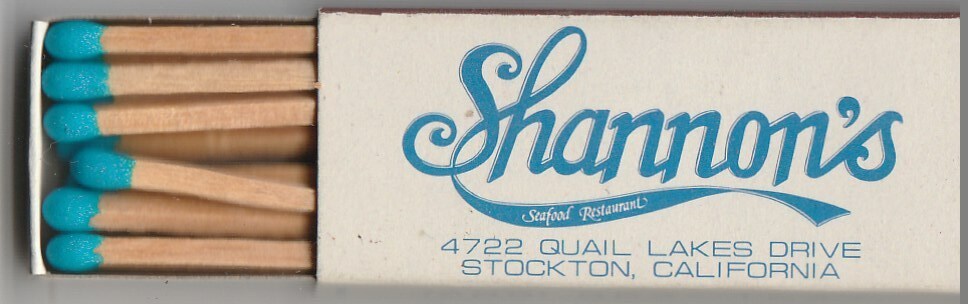 Shannon's
Seafood Restaurant
4722 QUAIL LAKES DRIVE
STOCKTON, CALIFORNIA